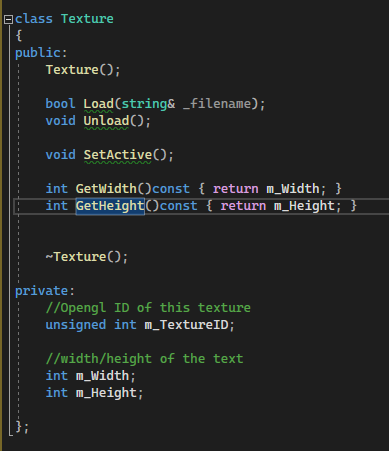 class Texture
{
public:
    Texture();
    bool Load(string& _filename);
    void Unload();
    void SetActive();
    int GetWidth()const { return m_Width; }
    int GetHeight()const { return m_Height; }
    ~Texture();
private:
    //Opengl ID of this texture
    unsigned int m_TextureID;
    //width/height of the text
    int m_Width;
    int m_Height;
};